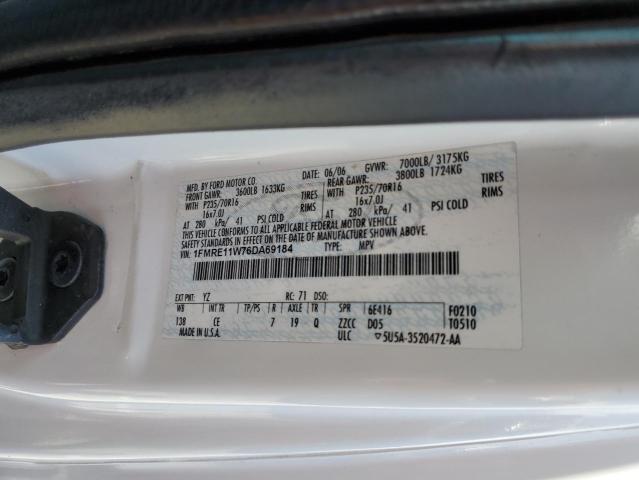 MFD. BY FORD MOTOR CO. 06/06 GVWR: 7000LB/ 3175KG
FRONT GAWR: 3600LB 1633KG REAR GAWR: 3800LB 1724KG
WITH P235/70R16 TIRES WITH P235/70R16 TIRES
16x7.0J RIMS 16x7.0J RIMS
AT 280 kPa/ 41 PSI COLD AT 280 kPa/ 41 PSI COLD
THIS VEHICLE CONFORMS TO ALL APPLICABLE FEDERAL MOTOR VEHICLE
SAFETY STANDARDS IN EFFECT ON THE DATE OF MANUFACTURE SHOWN ABOVE.
VIN: 1FMRE11W76DA69184 TYPE: MPV
EXT PNT: YZ RC: 71 DSO:
WB INT TR TP/PS R AXLE TR SPR 6E416 F0210
138 CE 7 19 Q ZZCC D05 T0510
MADE IN U.S.A. ULC ▽5U5A-3520472-AA